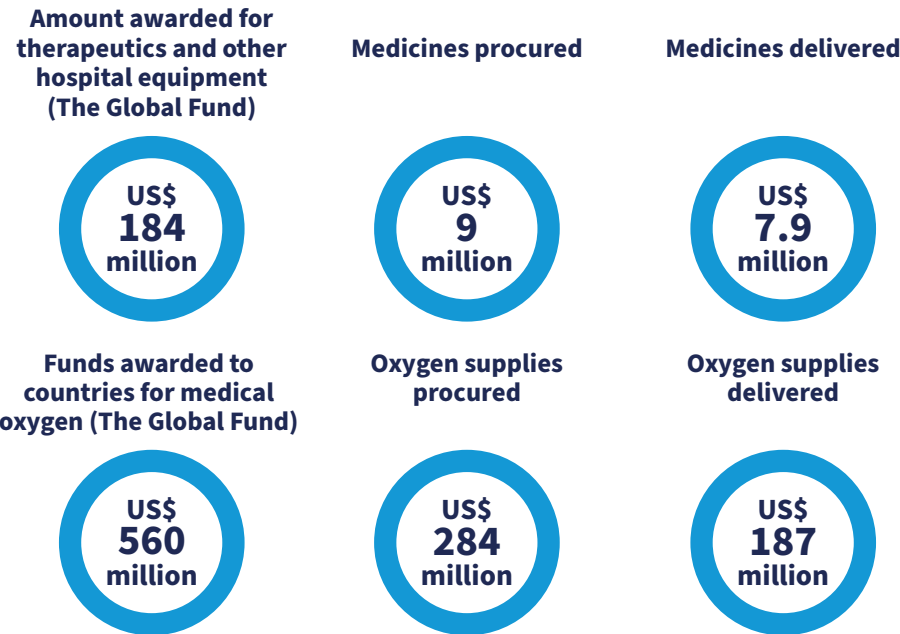 Amount awarded for
therapeutics and other
hospital equipment
(The Global Fund)
US$
184
million
Medicines procured
US$
9
million
Medicines delivered
US$
7.9
million
Funds awarded to
countries for medical
oxygen (The Global Fund)
US$
560
million
Oxygen supplies
procured
US$
284
million
Oxygen supplies
delivered
US$
187
million